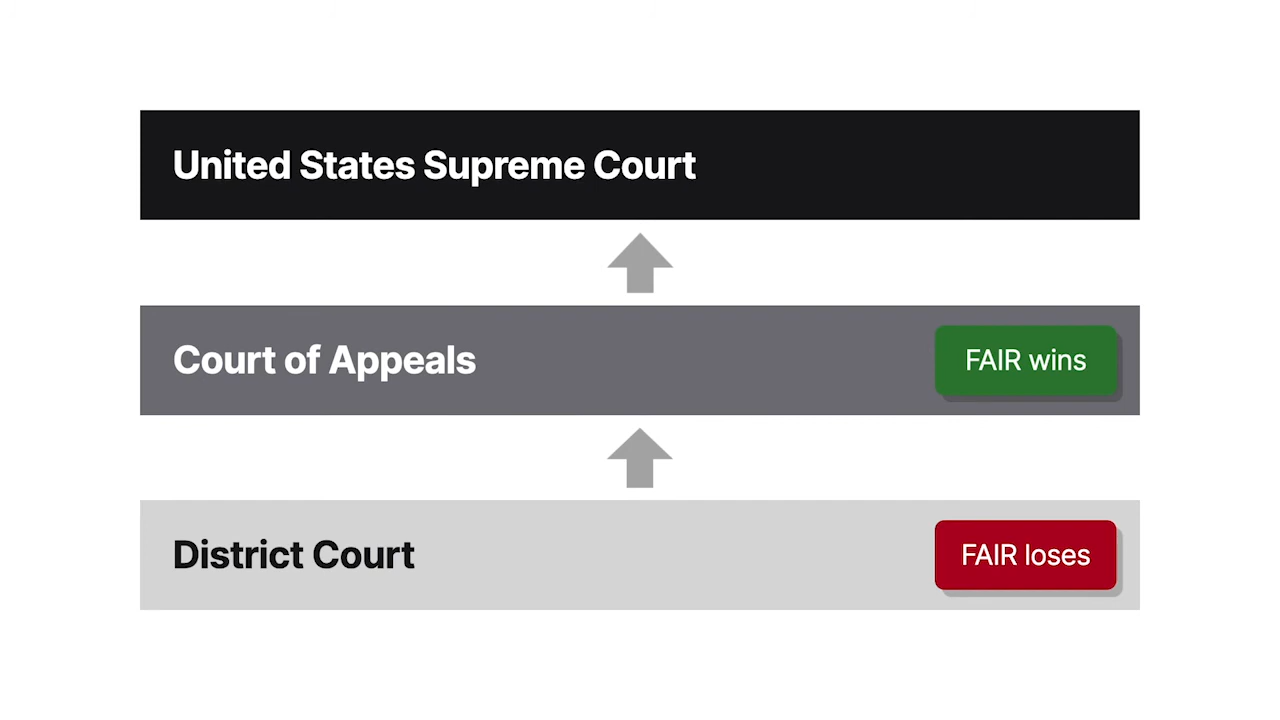 United States Supreme Court
Court of Appeals
FAIR wins
District Court
FAIR loses